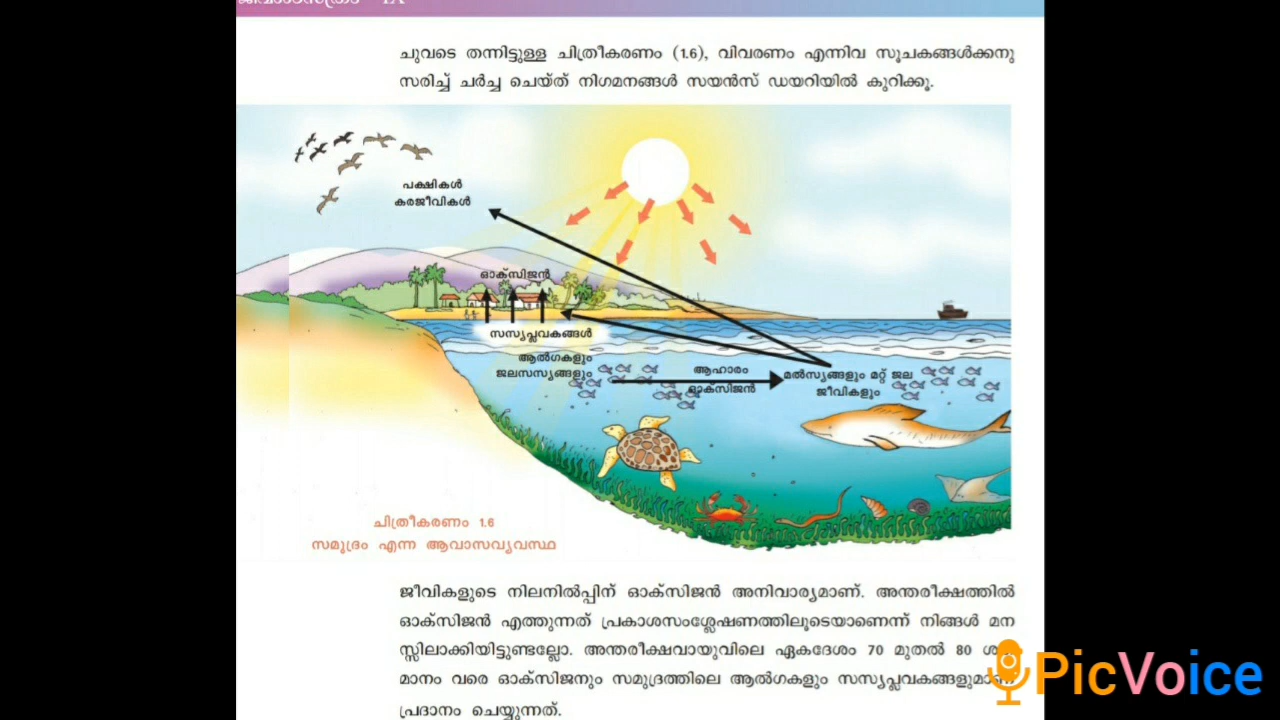 ചുവടെ തന്നിട്ടുള്ള ചിത്രീകരണം (1.6), വിവരണം എന്നിവ സൂചകങ്ങൾക്കനു
സരിച്ച് ചർച്ച ചെയ്ത് നിഗമനങ്ങൾ സയൻസ് ഡയറിയിൽ കുറിക്കൂ.
പക്ഷികൾ
കരജീവികൾ
ഓക്സിജൻ
സസ്യപ്ലവകങ്ങൾ
ആൽഗകളും
ജലസസ്യങ്ങളും
ആഹാരം
ഓക്സിജൻ
മൽസ്യങ്ങളും മറ്റ് ജല
ജീവികളും
ചിത്രീകരണം 1.6
സമുദ്രം എന്ന ആവാസവ്യവസ്ഥ
ജീവികളുടെ നിലനിൽപ്പിന് ഓക്സിജൻ അനിവാര്യമാണ്. അന്തരീക്ഷത്തിൽ
ഓക്സിജൻ എത്തുന്നത് പ്രകാശസംശ്ലേഷണത്തിലൂടെയാണെന്ന് നിങ്ങൾ മന
സ്സിലാക്കിയിട്ടുണ്ടല്ലോ. അന്തരീക്ഷവായുവിലെ ഏകദേശം 70 മുതൽ 80
മാനം വരെ ഓക്സിജനും സമുദ്രത്തിലെ ആൽഗകളും സസ്യപ്ലവകങ്ങളുമാണ്
പ്രദാനം ചെയ്യുന്നത്.
PicVoice